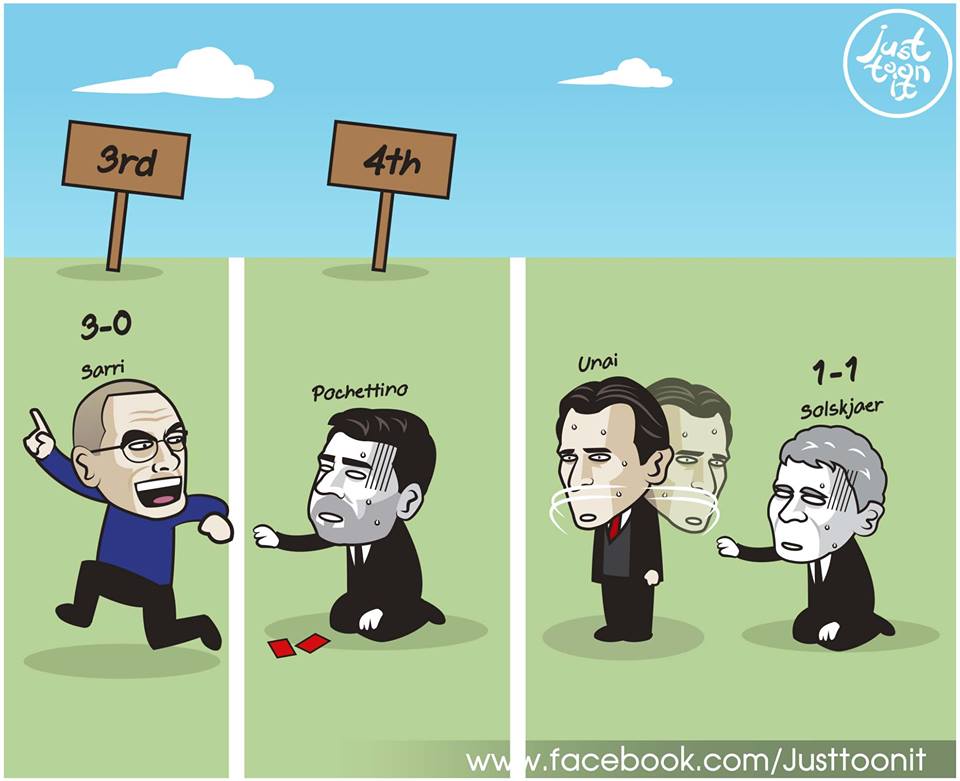 just
toon
it
3rd
4th
3-0
Sarri
Pochettino
Unai
1-1
Solskjaer
www.facebook.com/Justtoonit